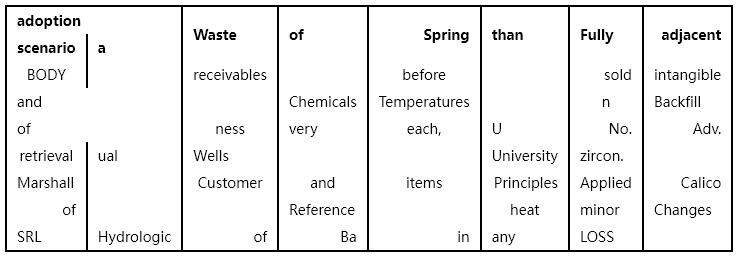 adoption scenario a Waste of Spring than Fully adjacent
BODY receivables before sold intangible
and Chemicals Temperatures n Backfill
of ness very each, U No. Adv.
retrieval ual Wells University zircon.
Marshall Customer and items Principles Applied Calico
of Reference heat minor Changes
SRL Hydrologic of Ba in any LOSS